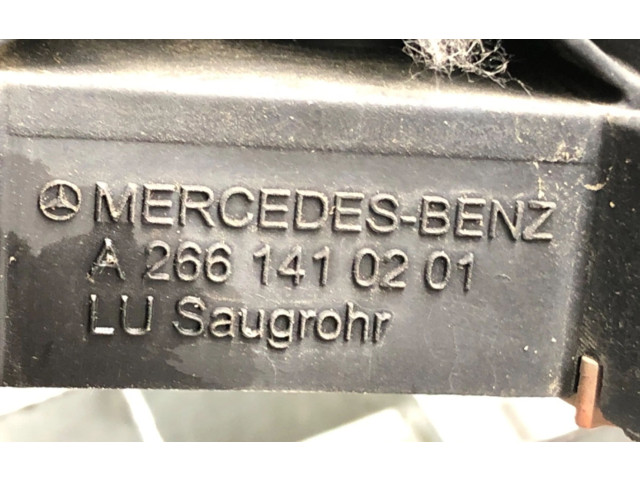 MERCEDES-BENZ
A 266 141 02 01
LU Saugrohr